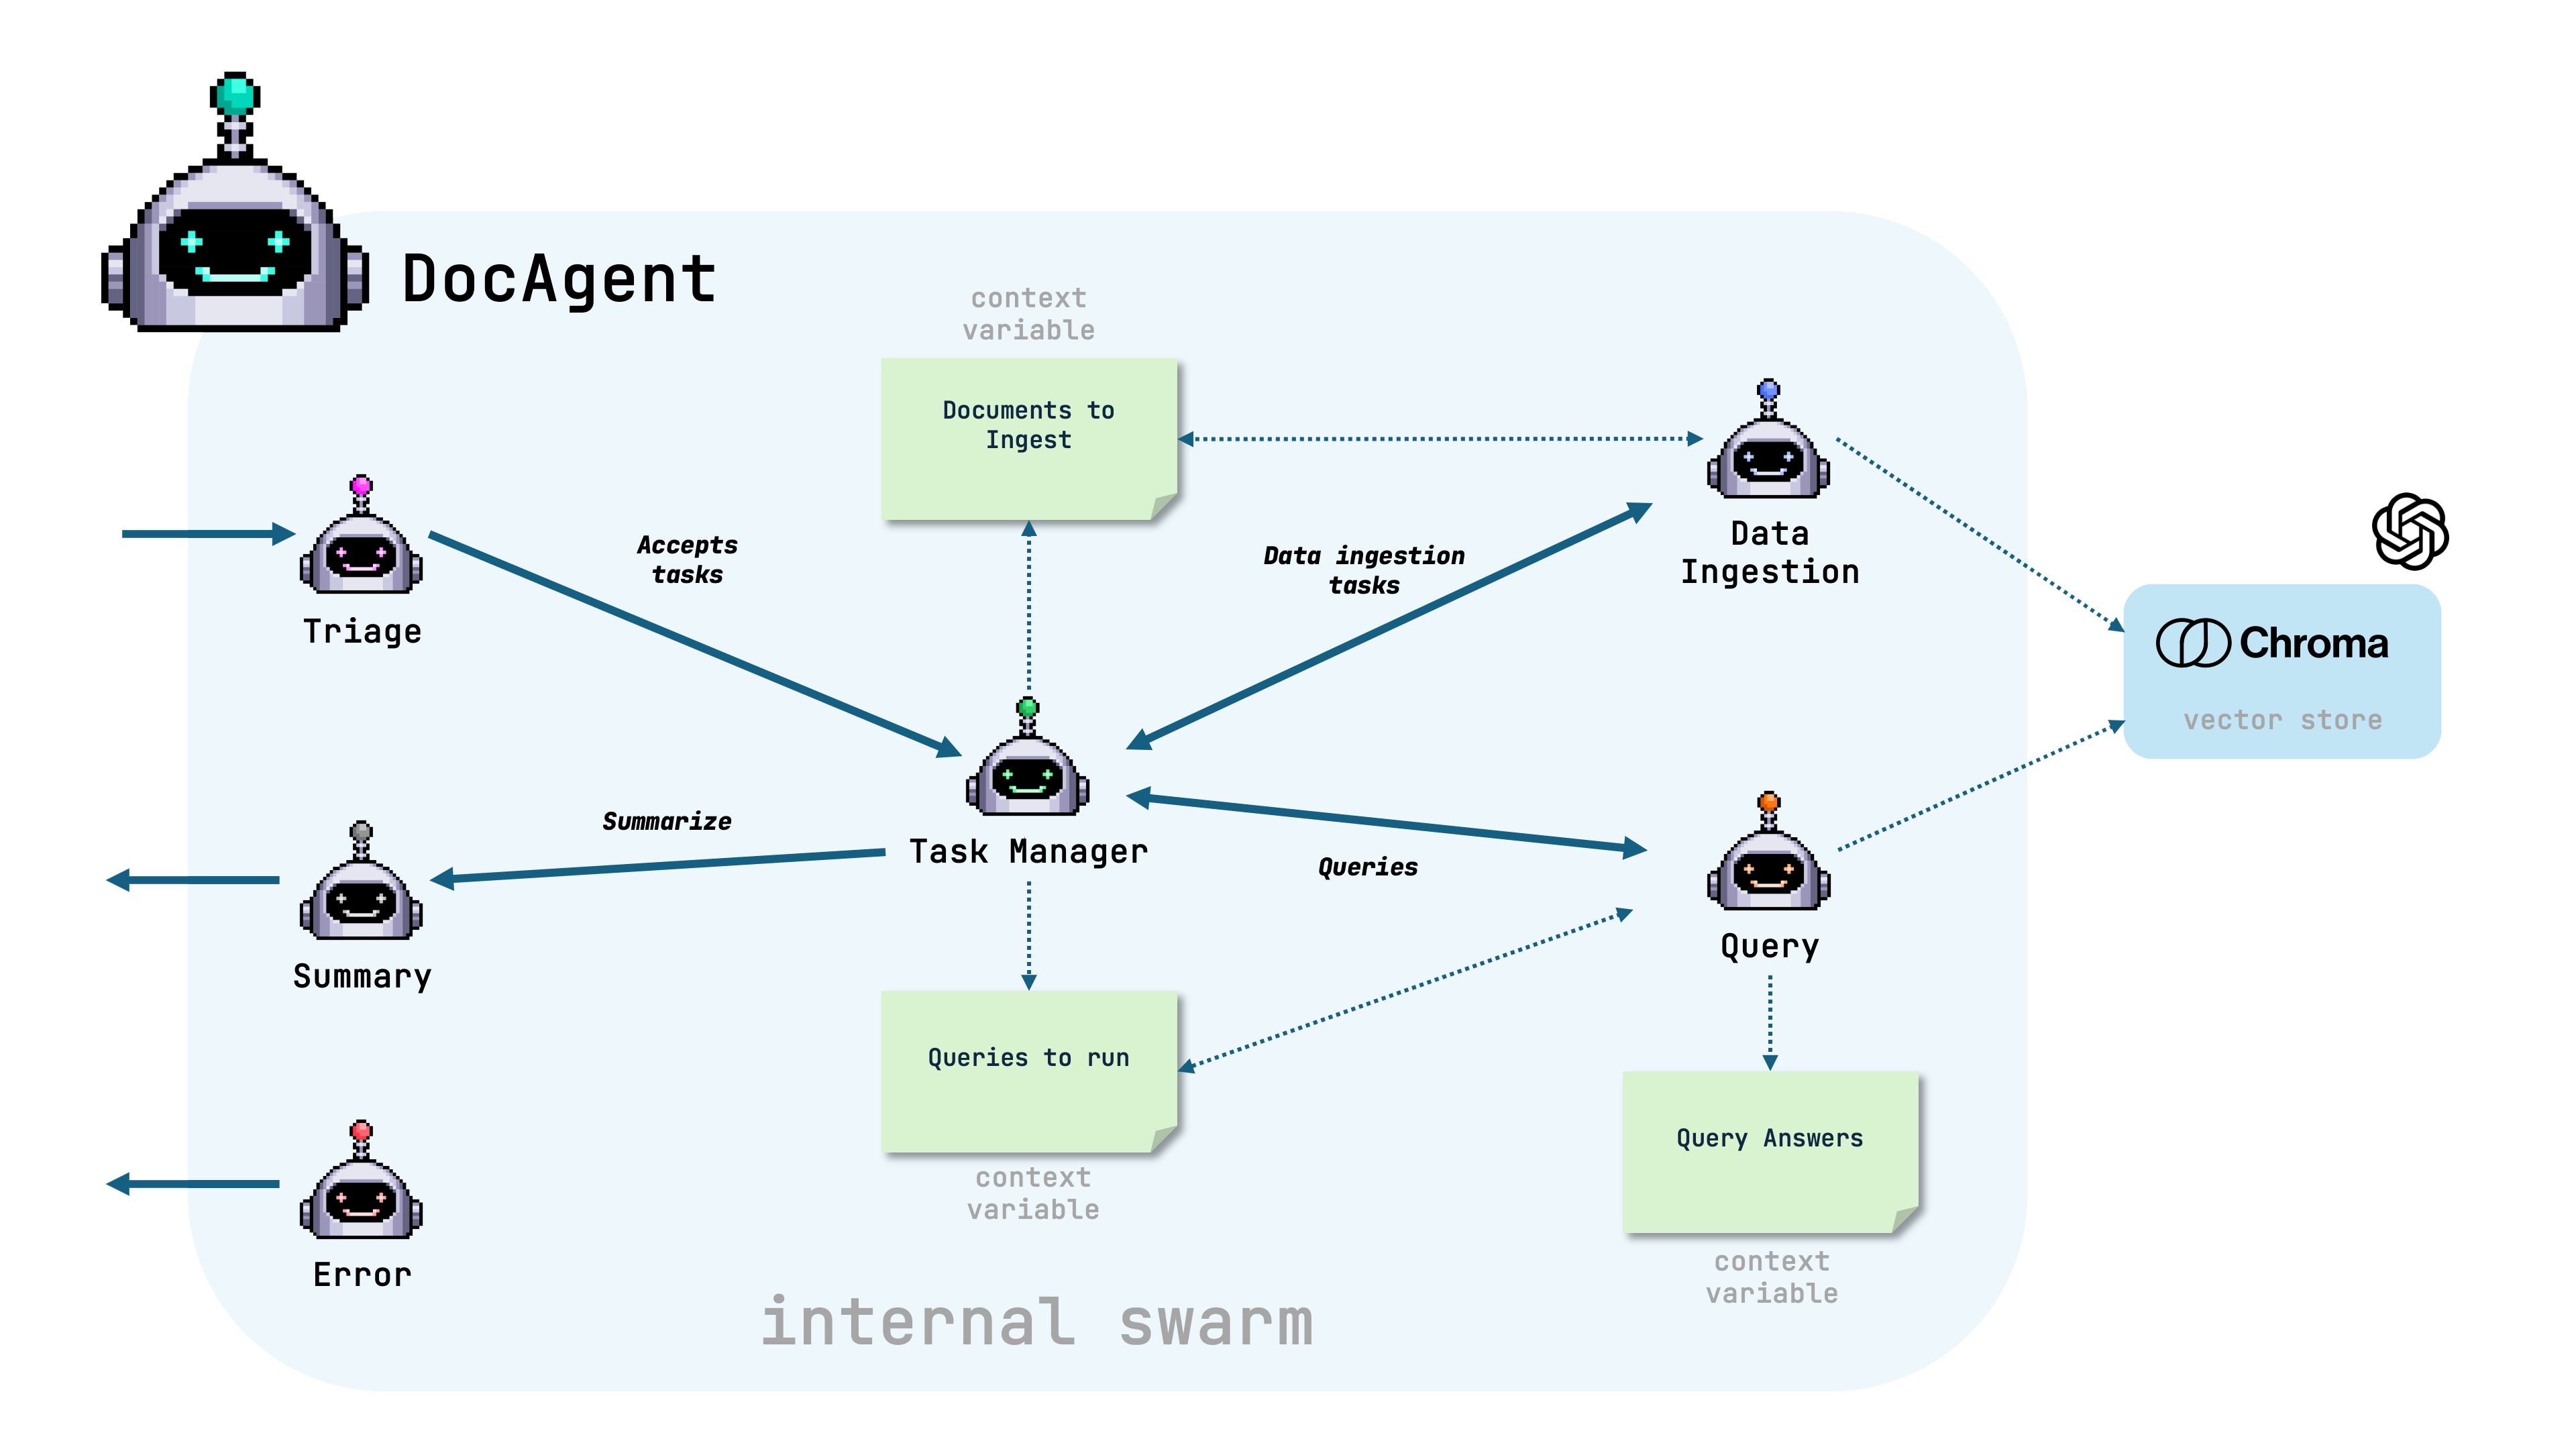 DocAgent
context
variable
Documents to
Ingest
Accepts
tasks
Data ingestion
tasks
Data
Ingestion
Triage
Chroma
vector store
Summarize
Task Manager
Queries
Query
Summary
Queries to run
context
variable
Query Answers
context
variable
Error
internal swarm